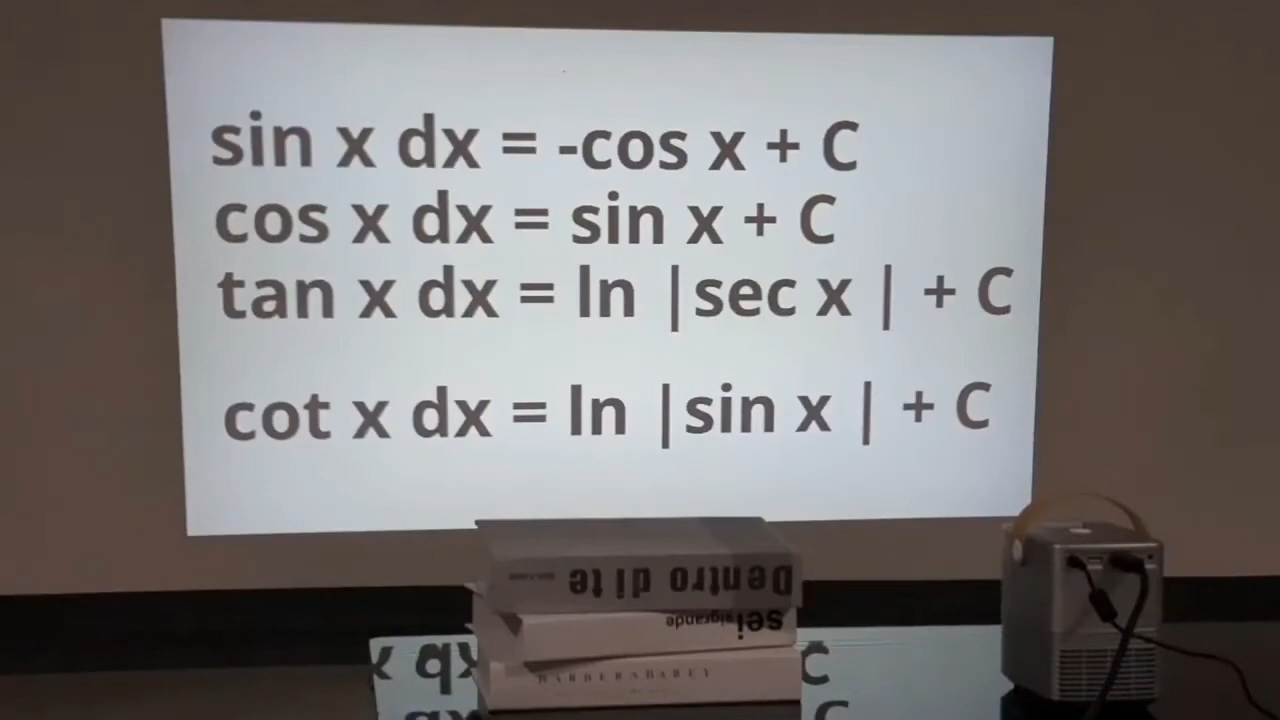 sin x dx = -cos x + C
cos x dx = sin x + C
tan x dx = ln |sec x | + C
cot x dx = ln |sin x | + C
Dentro di te
sei